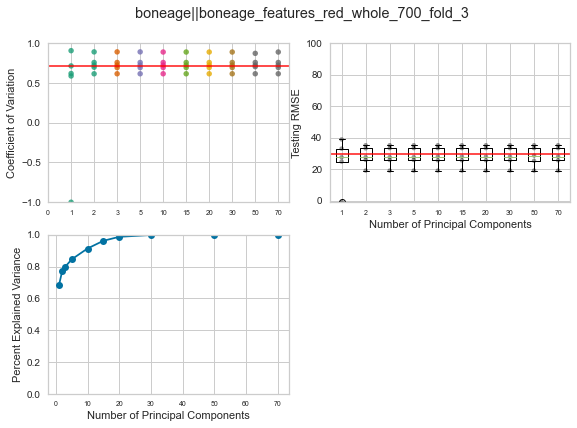 boneage||boneage_features_red_whole_700_fold_3
Coefficient of Variation
1.0
0.5
0.0
−0.5
−1.0
0 1 2 3 5 10 15 20 30 50 70
Testing RMSE
100
80
60
40
20
0
1 2 3 5 10 15 20 30 50 70
Number of Principal Components
Percent Explained Variance
1.0
0.8
0.6
0.4
0.2
0.0
0 10 20 30 40 50 60 70
Number of Principal Components